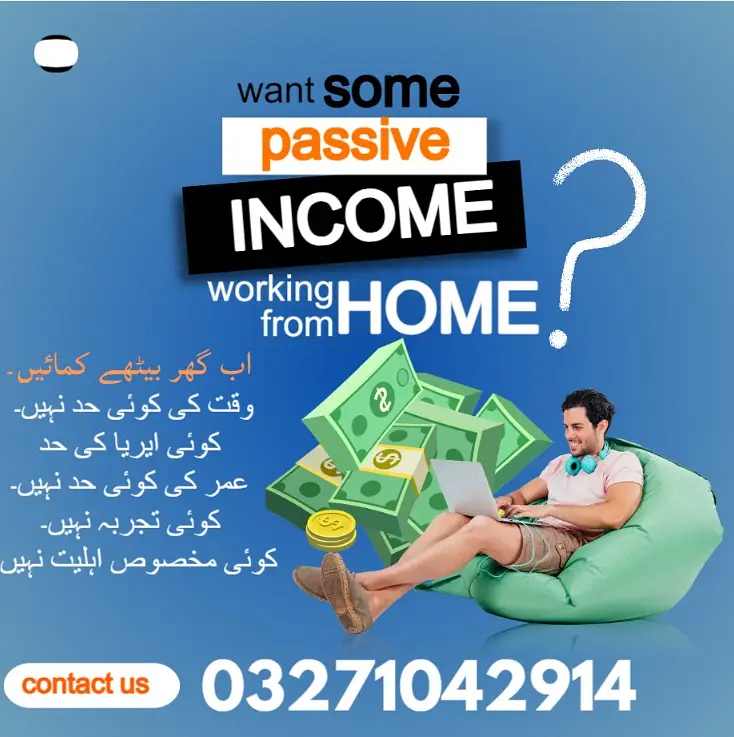 want some
passive
INCOME
working
from HOME
?
اب گھر بیٹھے کمائیں۔
وقت کی کوئی حد نہیں۔
کوئی ایریا کی حد
عمر کی کوئی حد نہیں۔
کوئی تجربہ نہیں۔
کوئی مخصوص اہلیت نہیں
contact us 03271042914